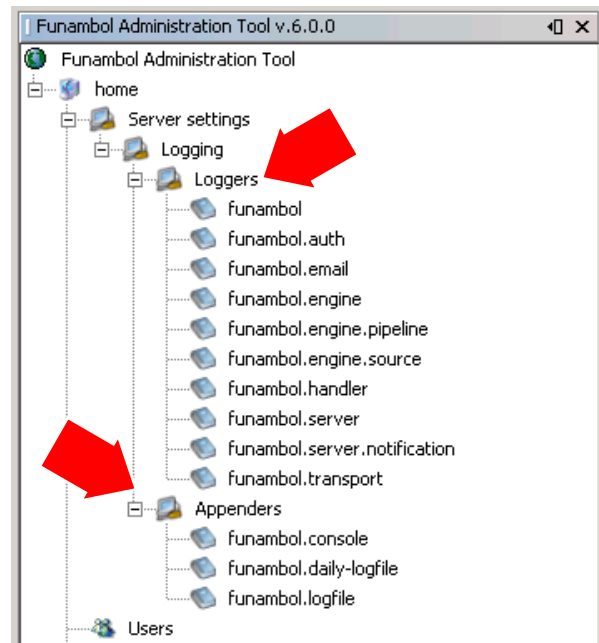 Funambol Administration Tool v.6.0.0
Funambol Administration Tool
home
Server settings
Logging
Loggers
funambol
funambol.auth
funambol.email
funambol.engine
funambol.engine.pipeline
funambol.engine.source
funambol.handler
funambol.server
funambol.server.notification
funambol.transport
Appenders
funambol.console
funambol.daily-logfile
funambol.logfile
Users